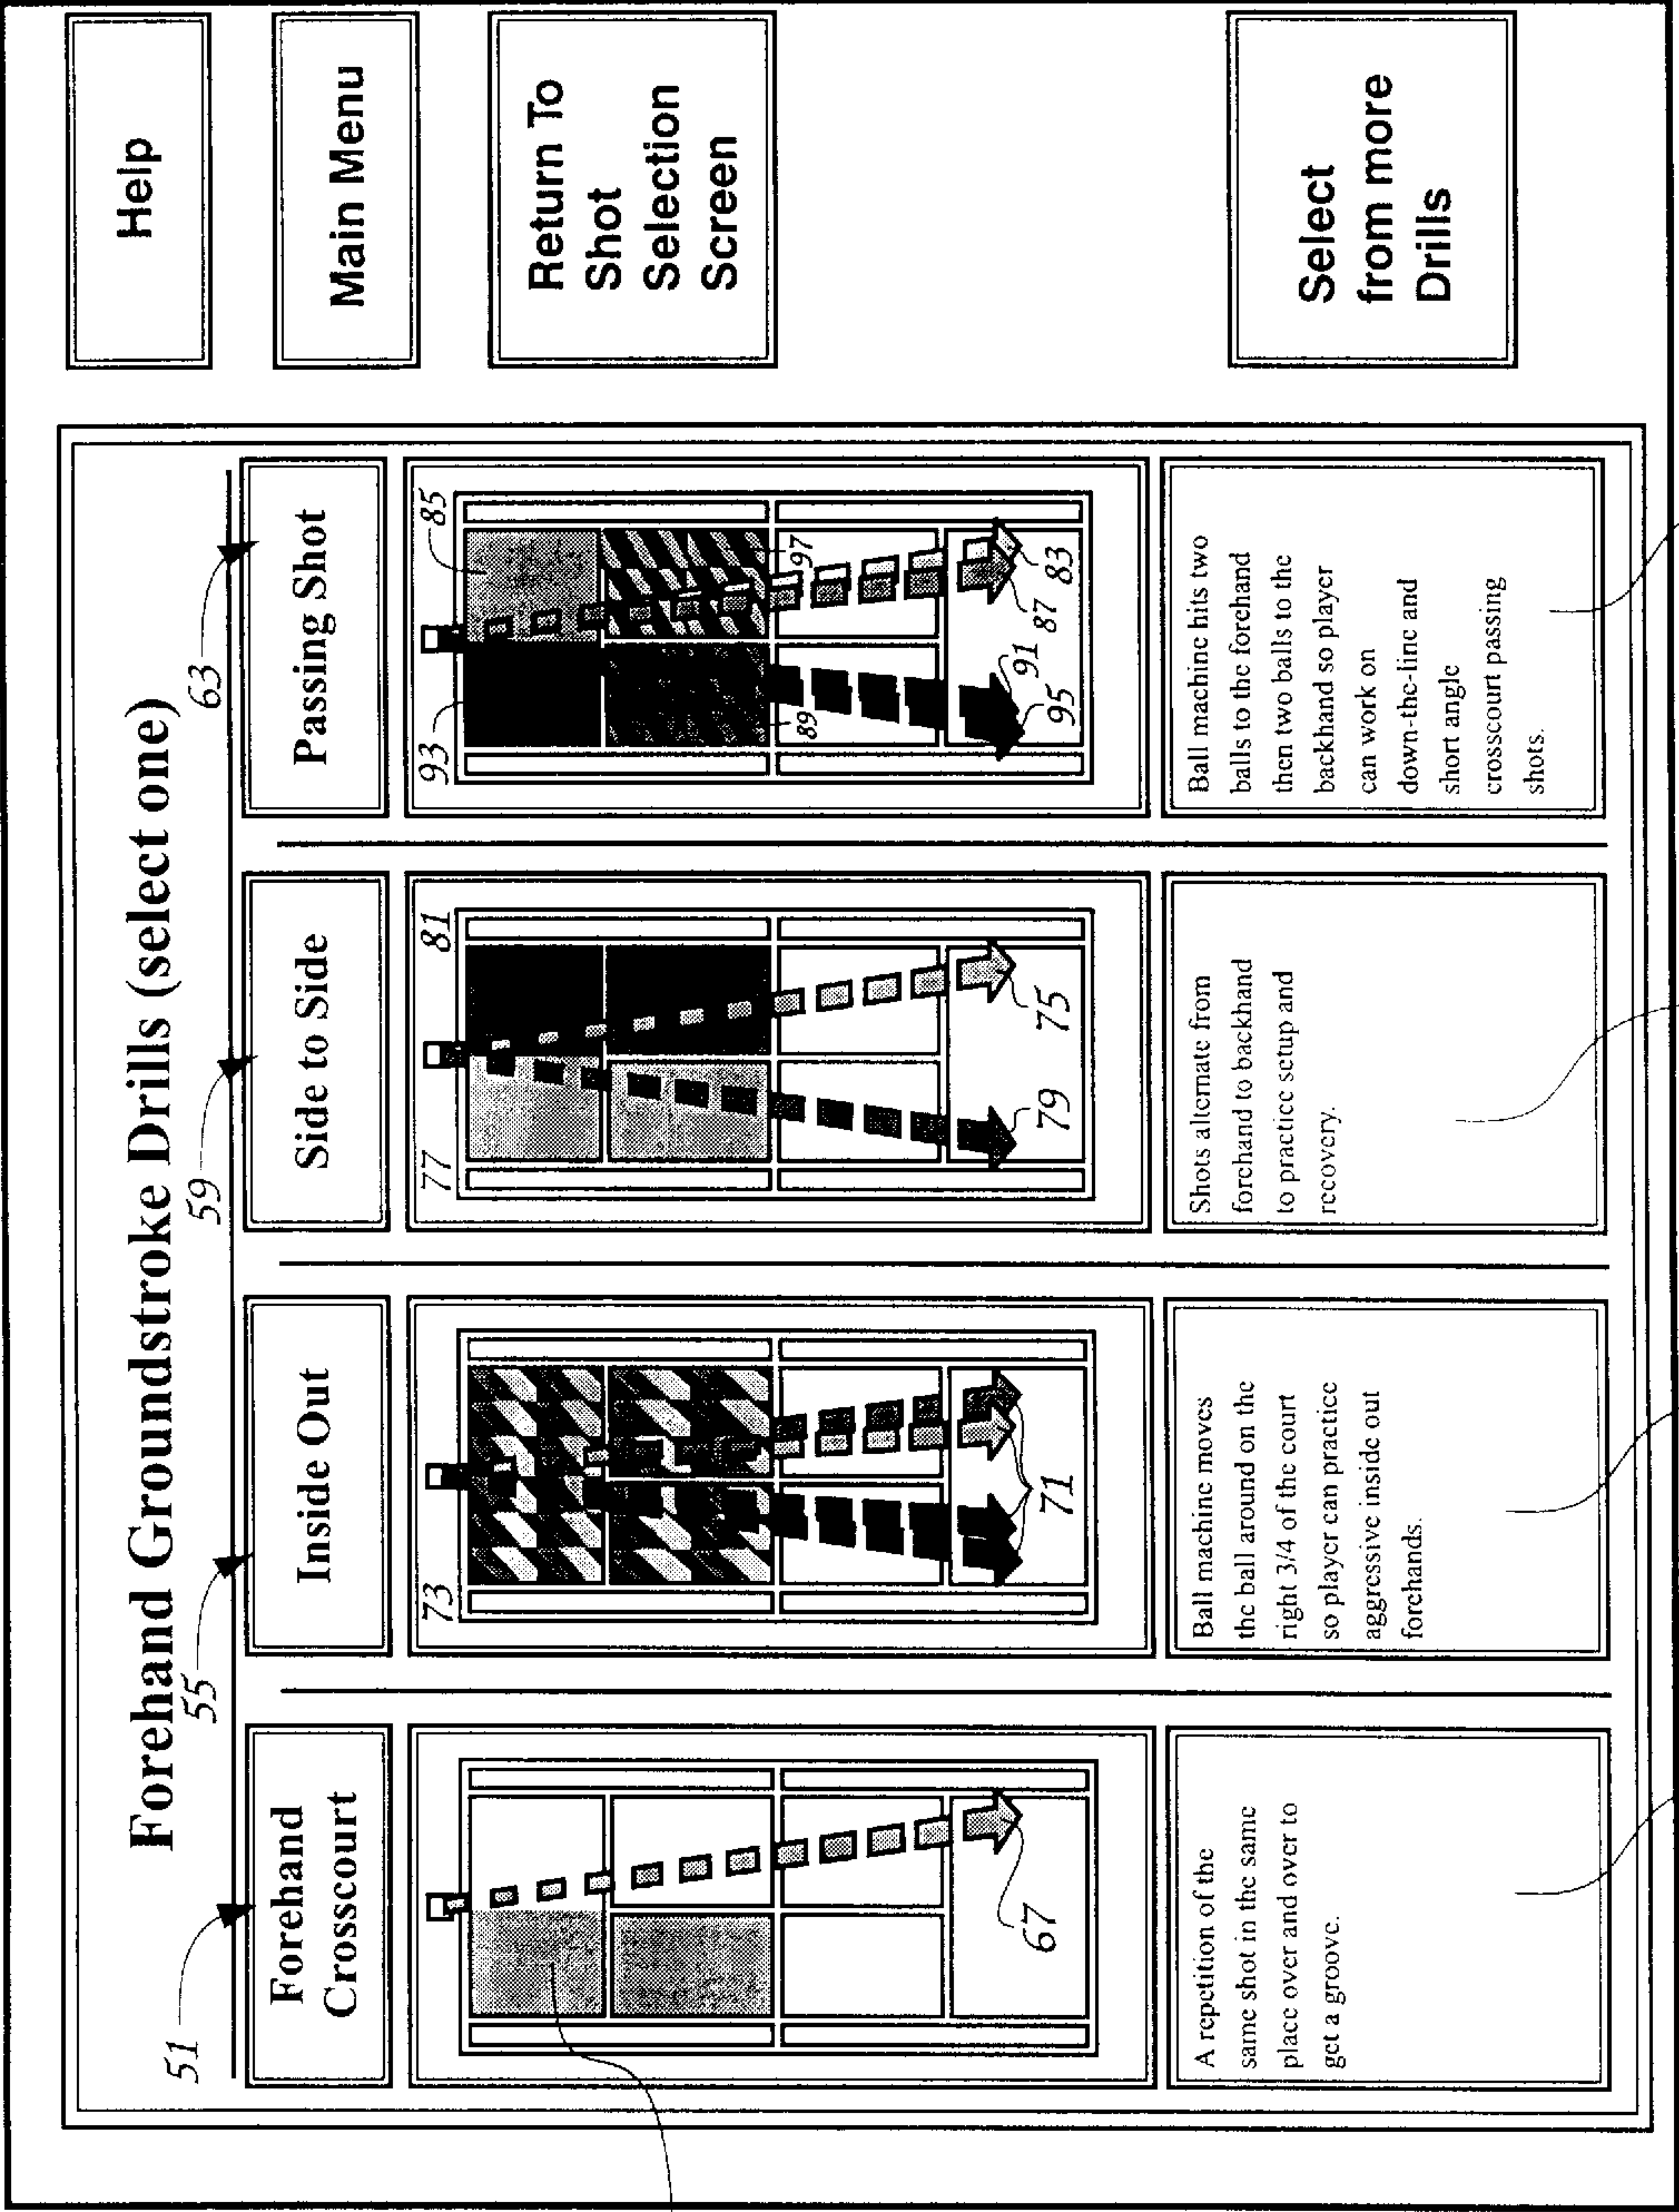 Forehand Groundstroke Drills (select one)
51
55
59
63
Forehand
Crosscourt
Inside Out
Side to Side
Passing Shot
73
77
81
93
85
67
71
79
75
89
97
95
91
87
83
A repetition of the
same shot in the same
place over and over to
get a groove.
Ball machine moves
the ball around on the
right 3/4 of the court
so player can practice
aggressive inside out
forehands.
Shots alternate from
forehand to backhand
to practice setup and
recovery.
Ball machine hits two
balls to the forehand
then two balls to the
backhand so player
can work on
down-the-line and
short angle
crosscourt passing
shots.
Help
Main Menu
Return To
Shot
Selection
Screen
Select
from more
Drills